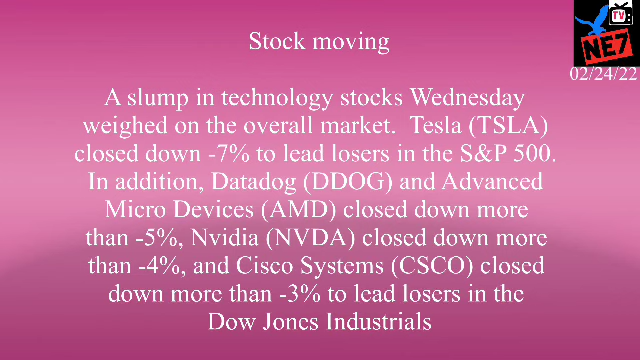 Stock moving
TV
NE7
02/24/22
A slump in technology stocks Wednesday
weighed on the overall market. Tesla (TSLA)
closed down -7% to lead losers in the S&P 500.
In addition, Datadog (DDOG) and Advanced
Micro Devices (AMD) closed down more
than -5%, Nvidia (NVDA) closed down more
than -4%, and Cisco Systems (CSCO) closed
down more than -3% to lead losers in the
Dow Jones Industrials